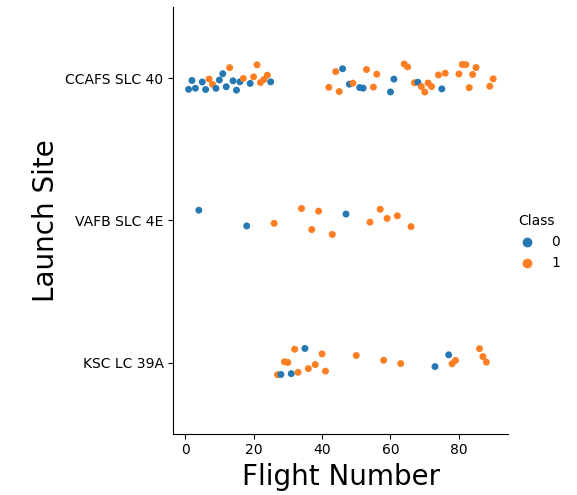 CCAFS SLC 40
VAFB SLC 4E
KSC LC 39A
Launch Site
0 20 40 60 80
Flight Number
Class
0
1